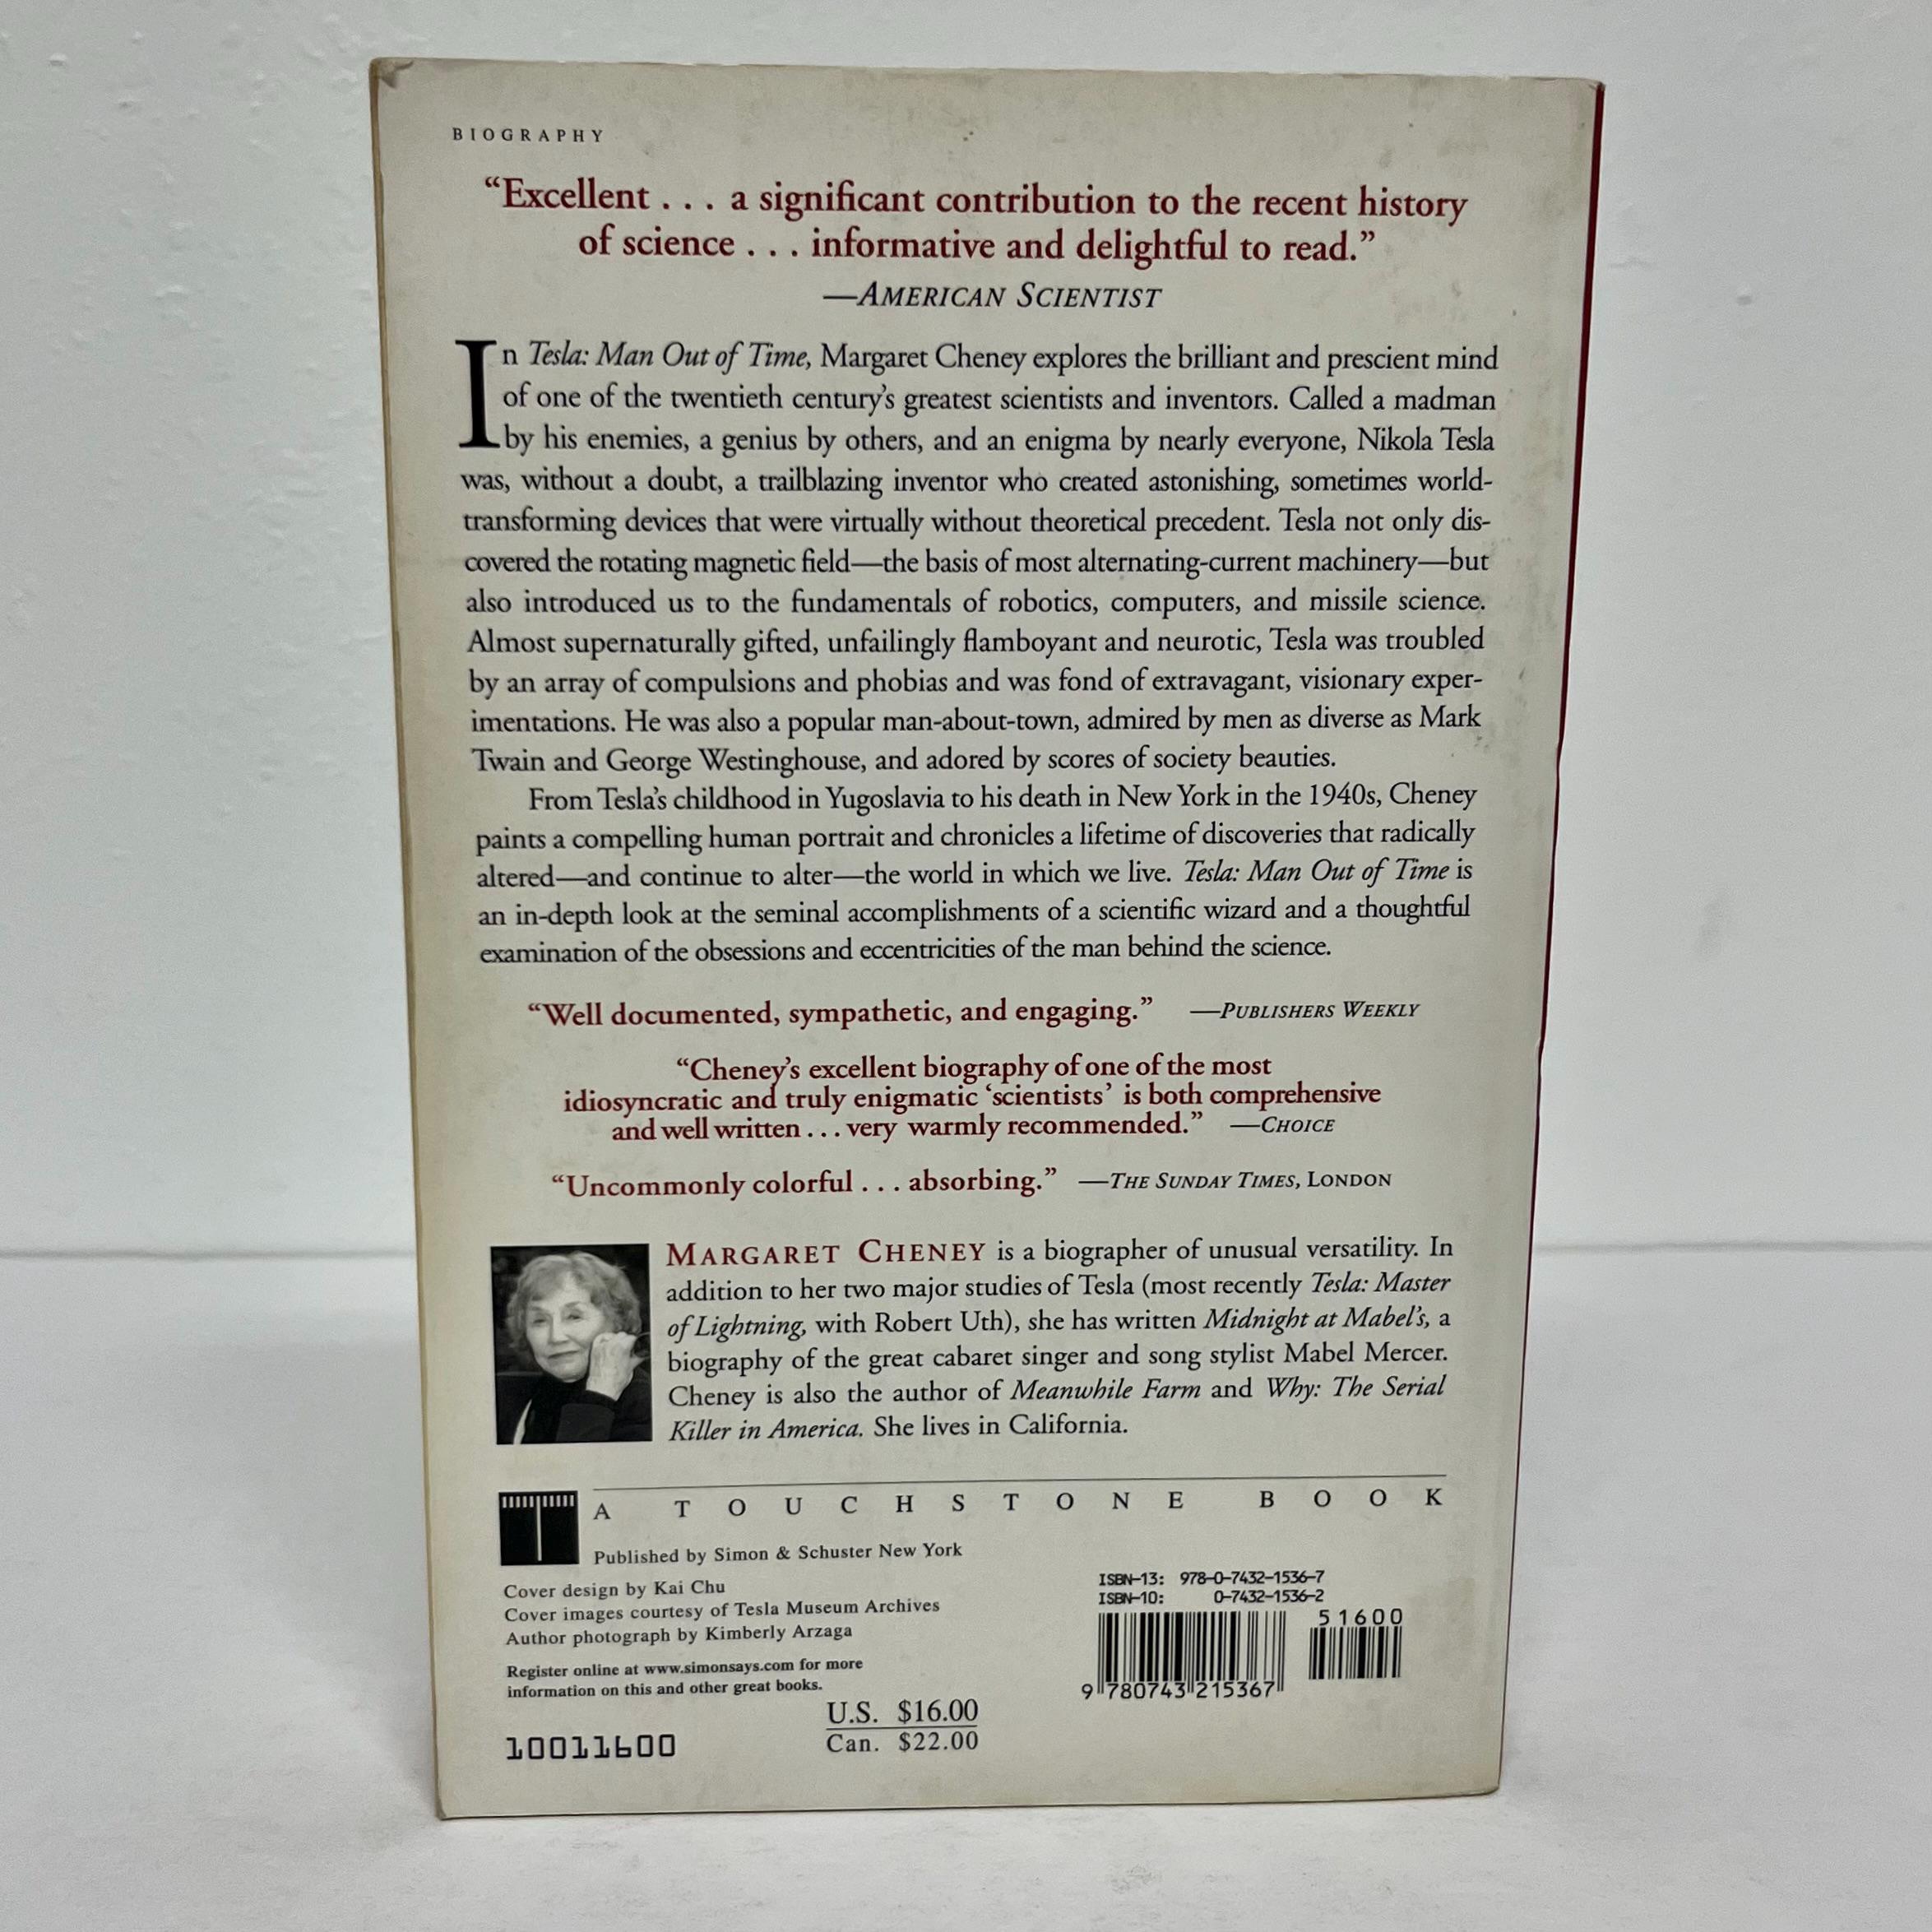 BIOGRAPHY
“Excellent . . . a significant contribution to the recent history
of science . . . informative and delightful to read.”
—AMERICAN SCIENTIST
In Tesla: Man Out of Time, Margaret Cheney explores the brilliant and prescient mind
of one of the twentieth century’s greatest scientists and inventors. Called a madman
by his enemies, a genius by others, and an enigma by nearly everyone, Nikola Tesla
was, without a doubt, a trailblazing inventor who created astonishing, sometimes world-
transforming devices that were virtually without theoretical precedent. Tesla not only dis-
covered the rotating magnetic field—the basis of most alternating-current machinery—but
also introduced us to the fundamentals of robotics, computers, and missile science.
Almost supernaturally gifted, unfailingly flamboyant and neurotic, Tesla was troubled
by an array of compulsions and phobias and was fond of extravagant, visionary exper-
imentations. He was also a popular man-about-town, admired by men as diverse as Mark
Twain and George Westinghouse, and adored by scores of society beauties.
From Tesla’s childhood in Yugoslavia to his death in New York in the 1940s, Cheney
paints a compelling human portrait and chronicles a lifetime of discoveries that radically
altered—and continue to alter—the world in which we live. Tesla: Man Out of Time is
an in-depth look at the seminal accomplishments of a scientific wizard and a thoughtful
examination of the obsessions and eccentricities of the man behind the science.
“Well documented, sympathetic, and engaging.” —PUBLISHERS WEEKLY
“Cheney’s excellent biography of one of the most
idiosyncratic and truly enigmatic ‘scientists’ is both comprehensive
and well written . . . very warmly recommended.” —CHOICE
“Uncommonly colorful . . . absorbing.” —THE SUNDAY TIMES, LONDON
MARGARET CHENEY is a biographer of unusual versatility. In
addition to her two major studies of Tesla (most recently Tesla: Master
of Lightning, with Robert Uth), she has written Midnight at Mabel’s, a
biography of the great cabaret singer and song stylist Mabel Mercer.
Cheney is also the author of Meanwhile Farm and Why: The Serial
Killer in America. She lives in California.
A TOUCHSTONE BOOK
Published by Simon & Schuster New York
Cover design by Kai Chu
Cover images courtesy of Tesla Museum Archives
Author photograph by Kimberly Arzaga
Register online at www.simonsays.com for more
information on this and other great books.
U.S. $16.00
Can. $22.00
10011600
ISBN-13: 978-0-7432-1536-7
ISBN-10: 0-7432-1536-2
51600
9 780743 215367